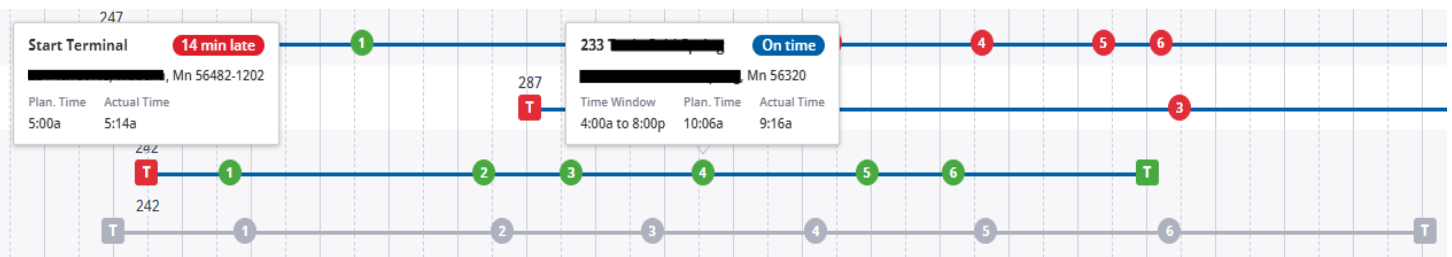 247
Start Terminal 14 min late
, Mn 56482-1202
Plan. Time Actual Time
5:00a 5:14a
1
233 On time
, Mn 56320
Time Window Plan. Time Actual Time
4:00a to 8:00p 10:06a 9:16a
4 5 6
287
T 3
242
T 1 2 3 4 5 6 T
242
T 1 2 3 4 5 6 T